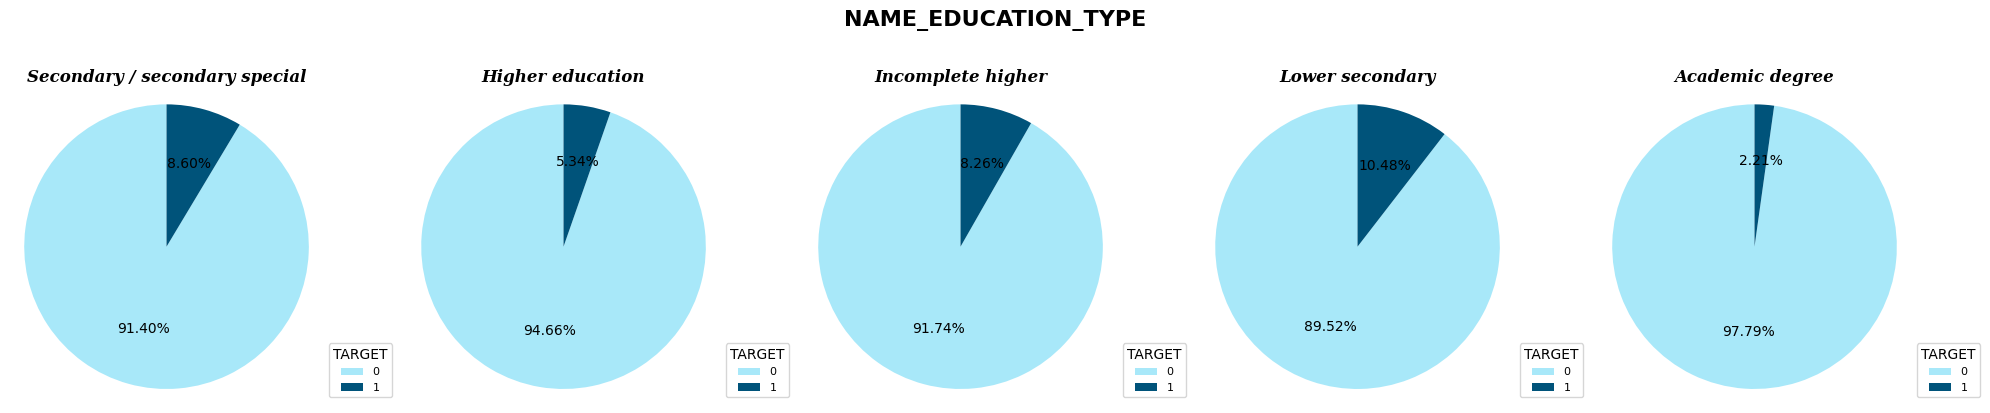 NAME_EDUCATION_TYPE
Secondary / secondary special
8.60%
91.40%
TARGET
0
1
Higher education
5.34%
94.66%
TARGET
0
1
Incomplete higher
8.26%
91.74%
TARGET
0
1
Lower secondary
10.48%
89.52%
TARGET
0
1
Academic degree
2.21%
97.79%
TARGET
0
1